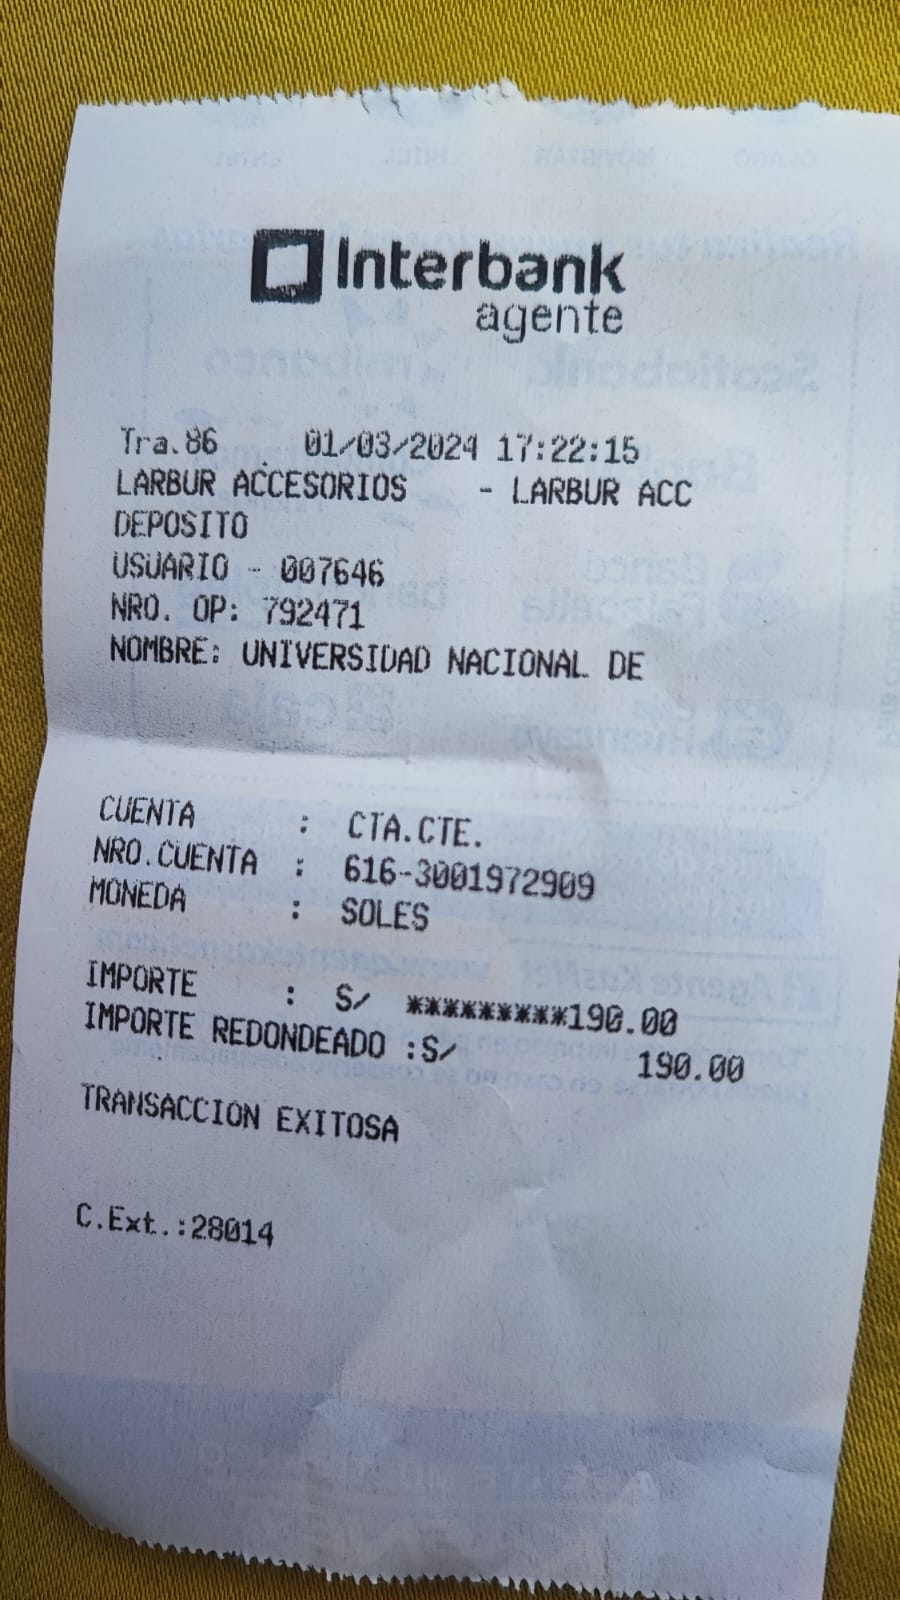 Interbank
agente
Tra.86 01/03/2024 17:22:15
LARBUR ACCESORIOS - LARBUR ACC
DEPOSITO
USUARIO - 007646
NRO. OP: 792471
NOMBRE: UNIVERSIDAD NACIONAL DE
CUENTA : CTA.CTE.
NRO.CUENTA : 616-3001972909
MONEDA : SOLES
IMPORTE : S/ *********190.00
IMPORTE REDONDEADO :S/ 190.00
TRANSACCION EXITOSA
C.Ext.:28014